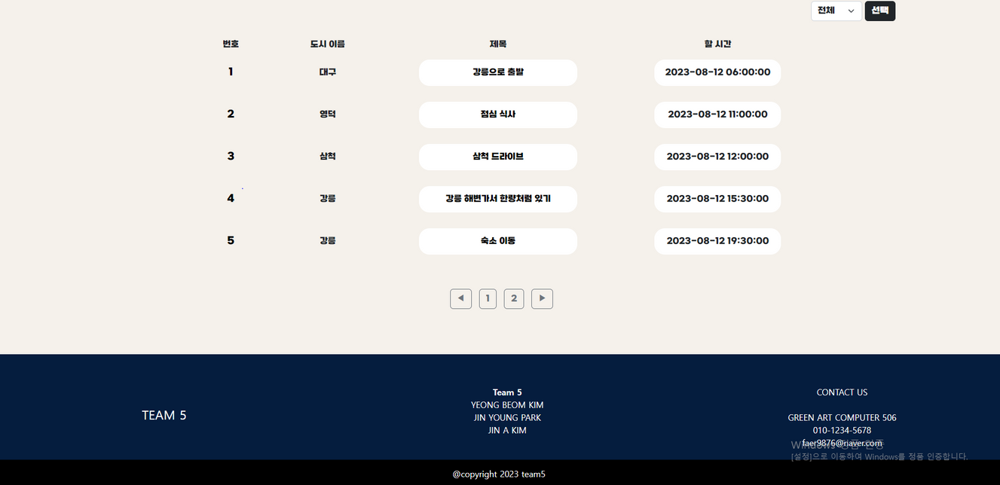 전체 선택
번호 도시 이름 제목 할 시간
1 대구 강릉으로 출발 2023-08-12 06:00:00
2 영덕 점심 식사 2023-08-12 11:00:00
3 삼척 삼척 드라이브 2023-08-12 12:00:00
4 강릉 강릉 해변가서 한량처럼 있기 2023-08-12 15:30:00
5 강릉 숙소 이동 2023-08-12 19:30:00
◀ 1 2 ▶
TEAM 5
Team 5
YEONG BEOM KIM
JIN YOUNG PARK
JIN A KIM
CONTACT US
GREEN ART COMPUTER 506
010-1234-5678
faer9876@naver.com
Windows 정품 인증
[설정]으로 이동하여 Windows를 정품 인증합니다.
@copyright 2023 team5